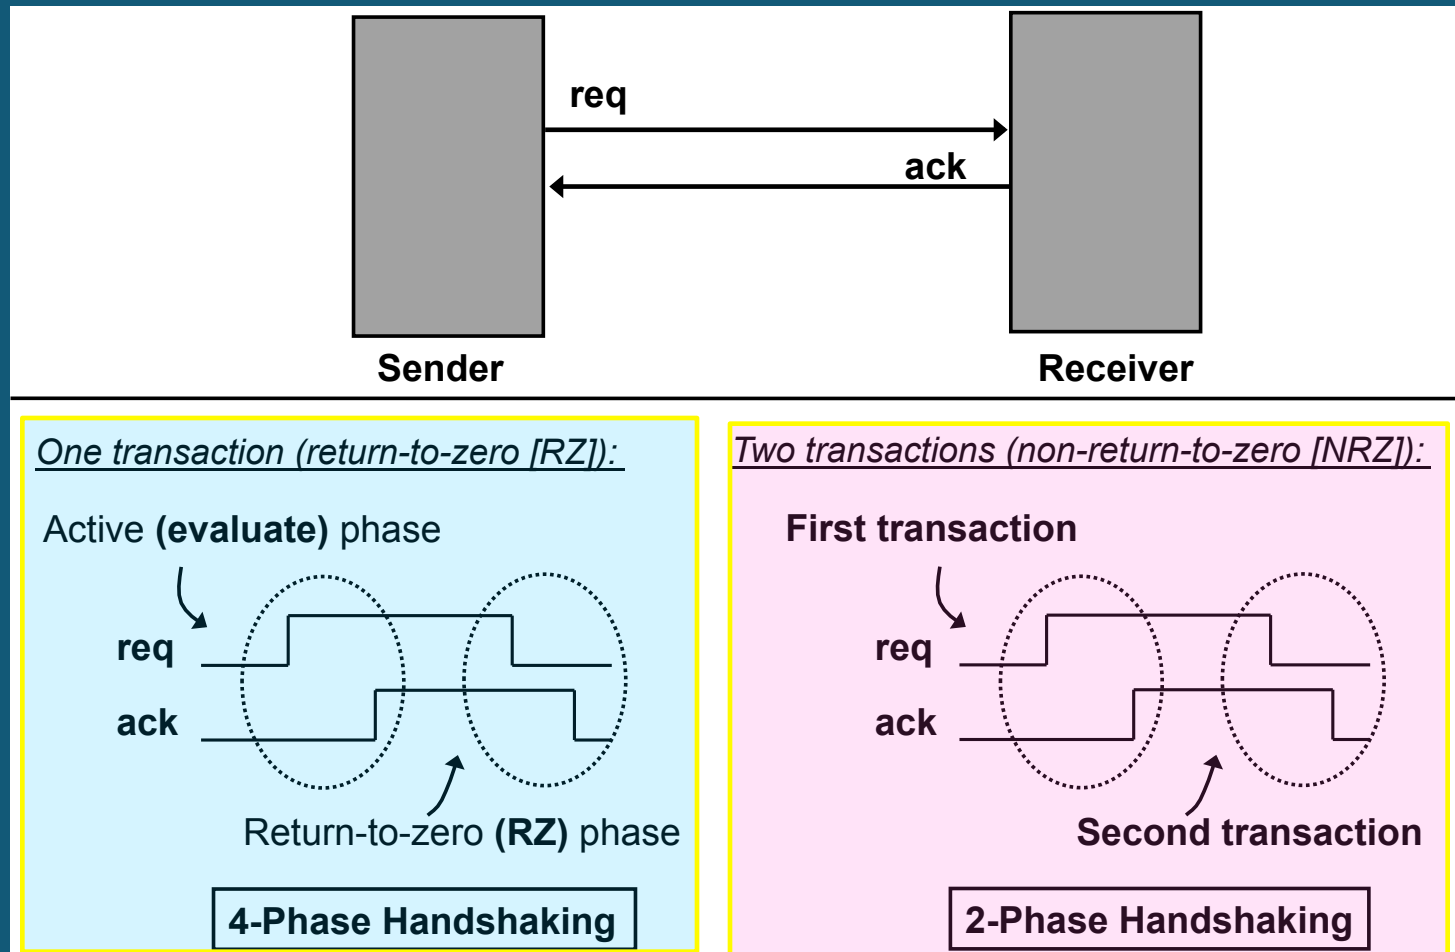 req
ack
Sender
Receiver
One transaction (return-to-zero [RZ]):
Active (evaluate) phase
req
ack
Return-to-zero (RZ) phase
4-Phase Handshaking
Two transactions (non-return-to-zero [NRZ]):
First transaction
req
ack
Second transaction
2-Phase Handshaking